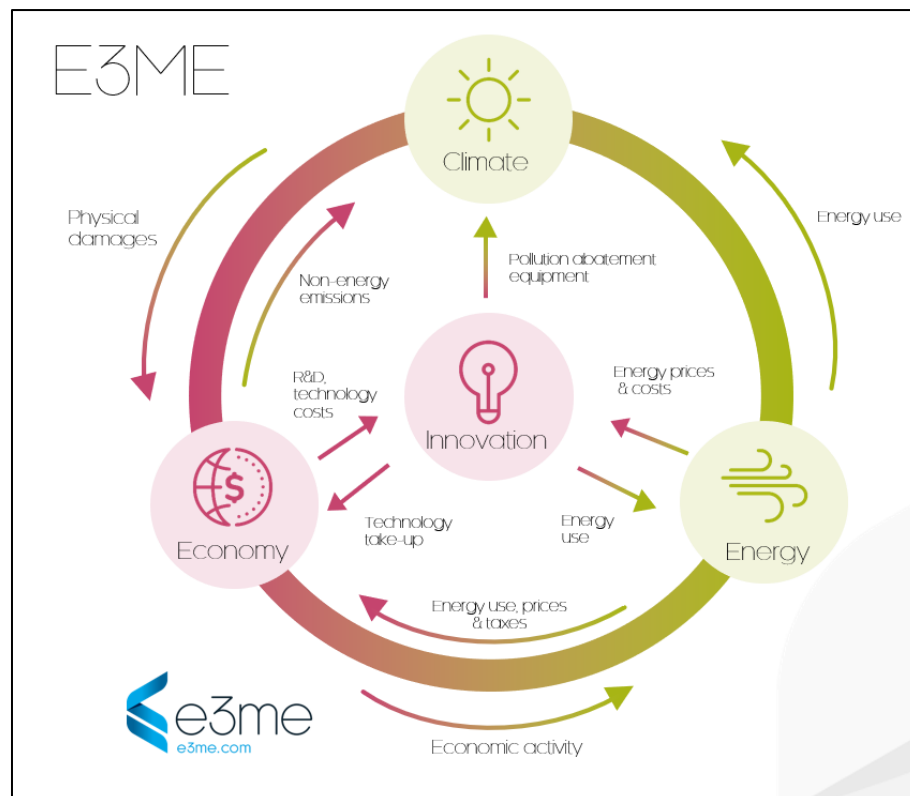 E3ME
Climate
Physical
damages
Energy use
Non-energy
emissions
Pollution abatement
equipment
R&D,
technology
costs
Energy prices
& costs
Innovation
$
Economy
Technology
take-up
Energy
use
Energy
Energy use, prices
& taxes
e3me
e3me.com
Economic activity